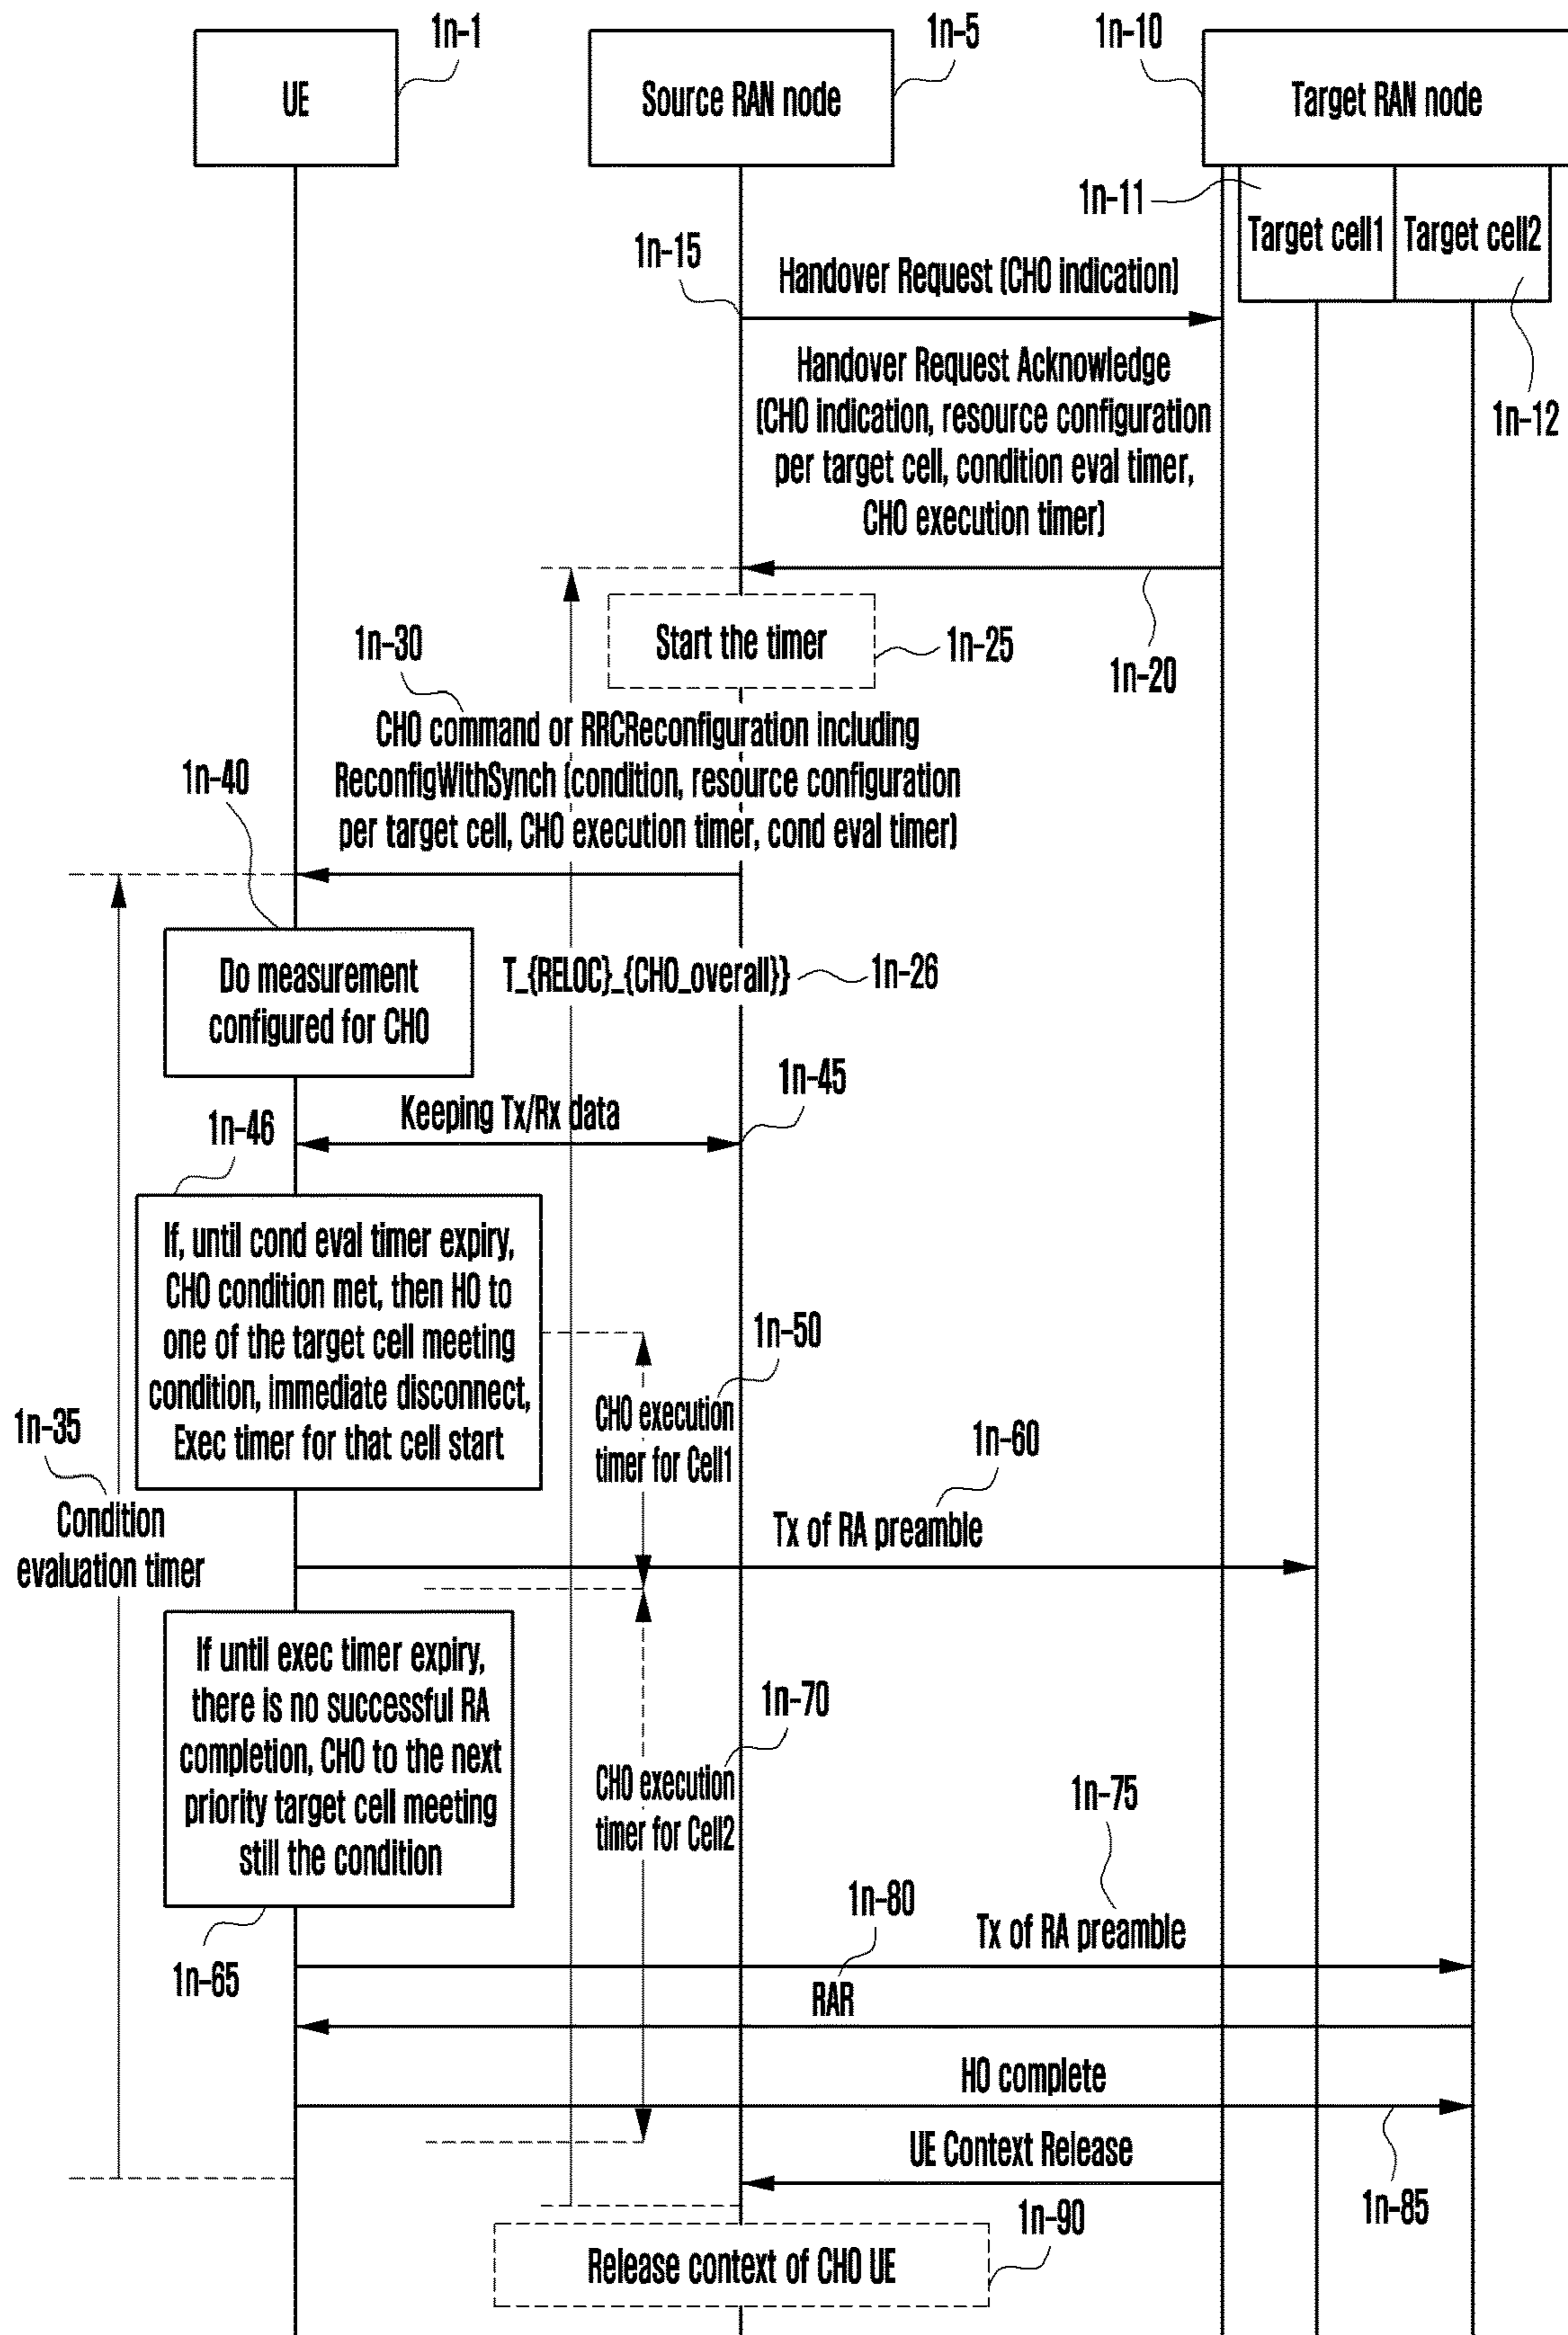 1n-1
1n-5
1n-10
UE
Source RAN node
Target RAN node
1n-11
Target cell1
Target cell2
1n-12
1n-15
Handover Request (CHO indication)
Handover Request Acknowledge
(CHO indication, resource configuration
per target cell, condition eval timer,
CHO execution timer)
1n-20
Start the timer
1n-25
1n-30
CHO command or RRCReconfiguration including
ReconfigWithSynch (condition, resource configuration
per target cell, CHO execution timer, cond eval timer)
1n-40
Do measurement
configured for CHO
T_{RELOC}_{CHO_overall}}
1n-26
1n-45
Keeping Tx/Rx data
1n-46
If, until cond eval timer expiry,
CHO condition met, then HO to
one of the target cell meeting
condition, immediate disconnect,
Exec timer for that cell start
1n-50
CHO execution
timer for Cell1
1n-35
Condition
evaluation timer
1n-60
Tx of RA preamble
If until exec timer expiry,
there is no successful RA
completion, CHO to the next
priority target cell meeting
still the condition
1n-65
1n-70
CHO execution
timer for Cell2
1n-75
Tx of RA preamble
1n-80
RAR
HO complete
1n-85
UE Context Release
1n-90
Release context of CHO UE